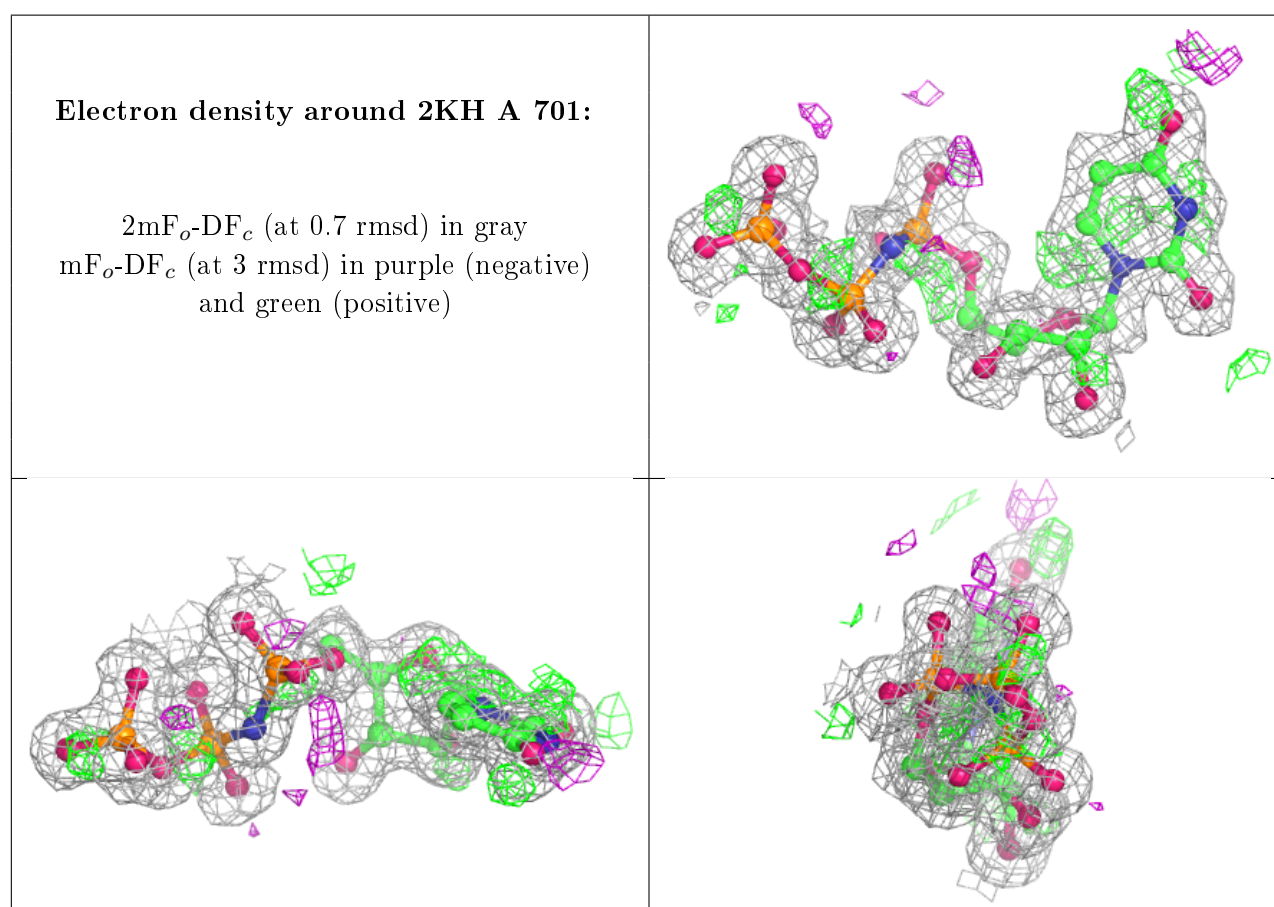 Electron density around 2KH A 701:
2mFo-DFc (at 0.7 rmsd) in gray
mFo-DFc (at 3 rmsd) in purple (negative)
and green (positive)